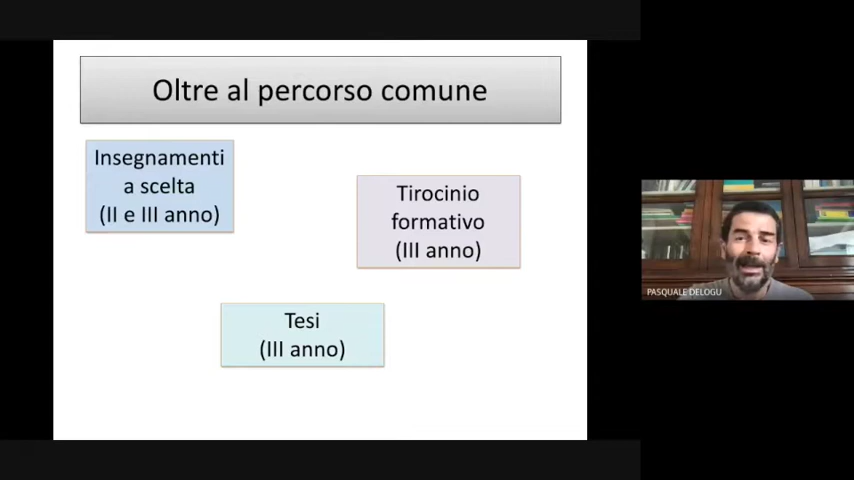 Oltre al percorso comune
Insegnamenti
a scelta
(II e III anno)
Tirocinio
formativo
(III anno)
Tesi
(III anno)
PASQUALE DELOGU